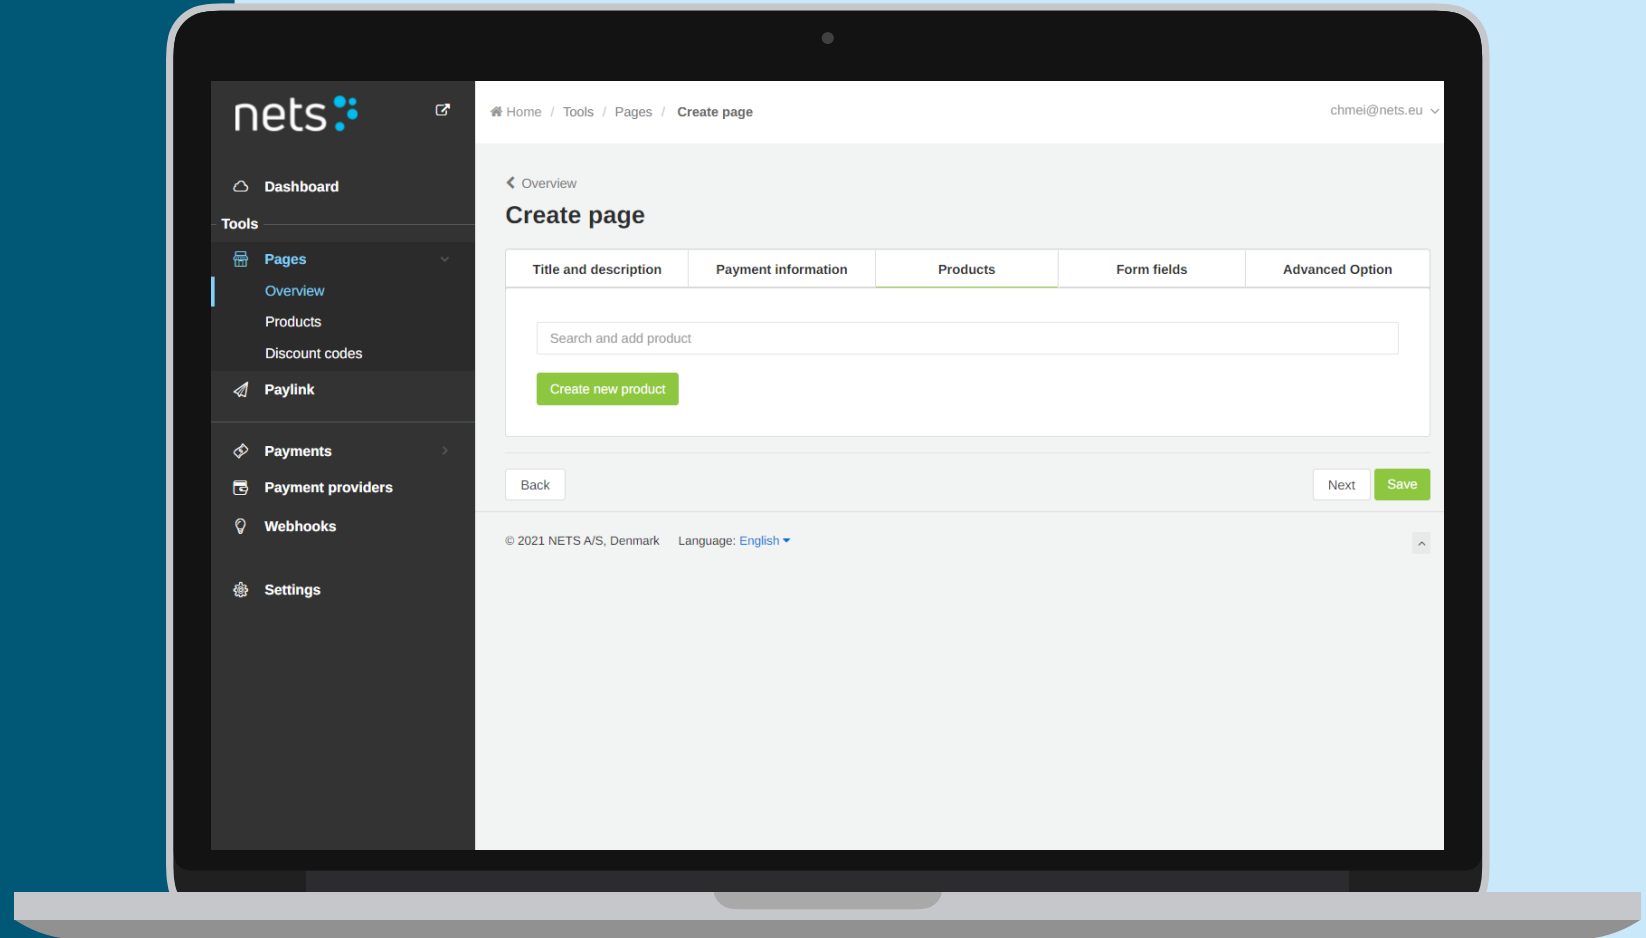 nets
Home / Tools / Pages / Create page
chmei@nets.eu
Dashboard
Tools
Pages
Overview
Products
Discount codes
Paylink
Payments
Payment providers
Webhooks
Settings
Overview
Create page
Title and description
Payment information
Products
Form fields
Advanced Option
Search and add product
Create new product
Back
Next
Save
© 2021 NETS A/S, Denmark
Language: English